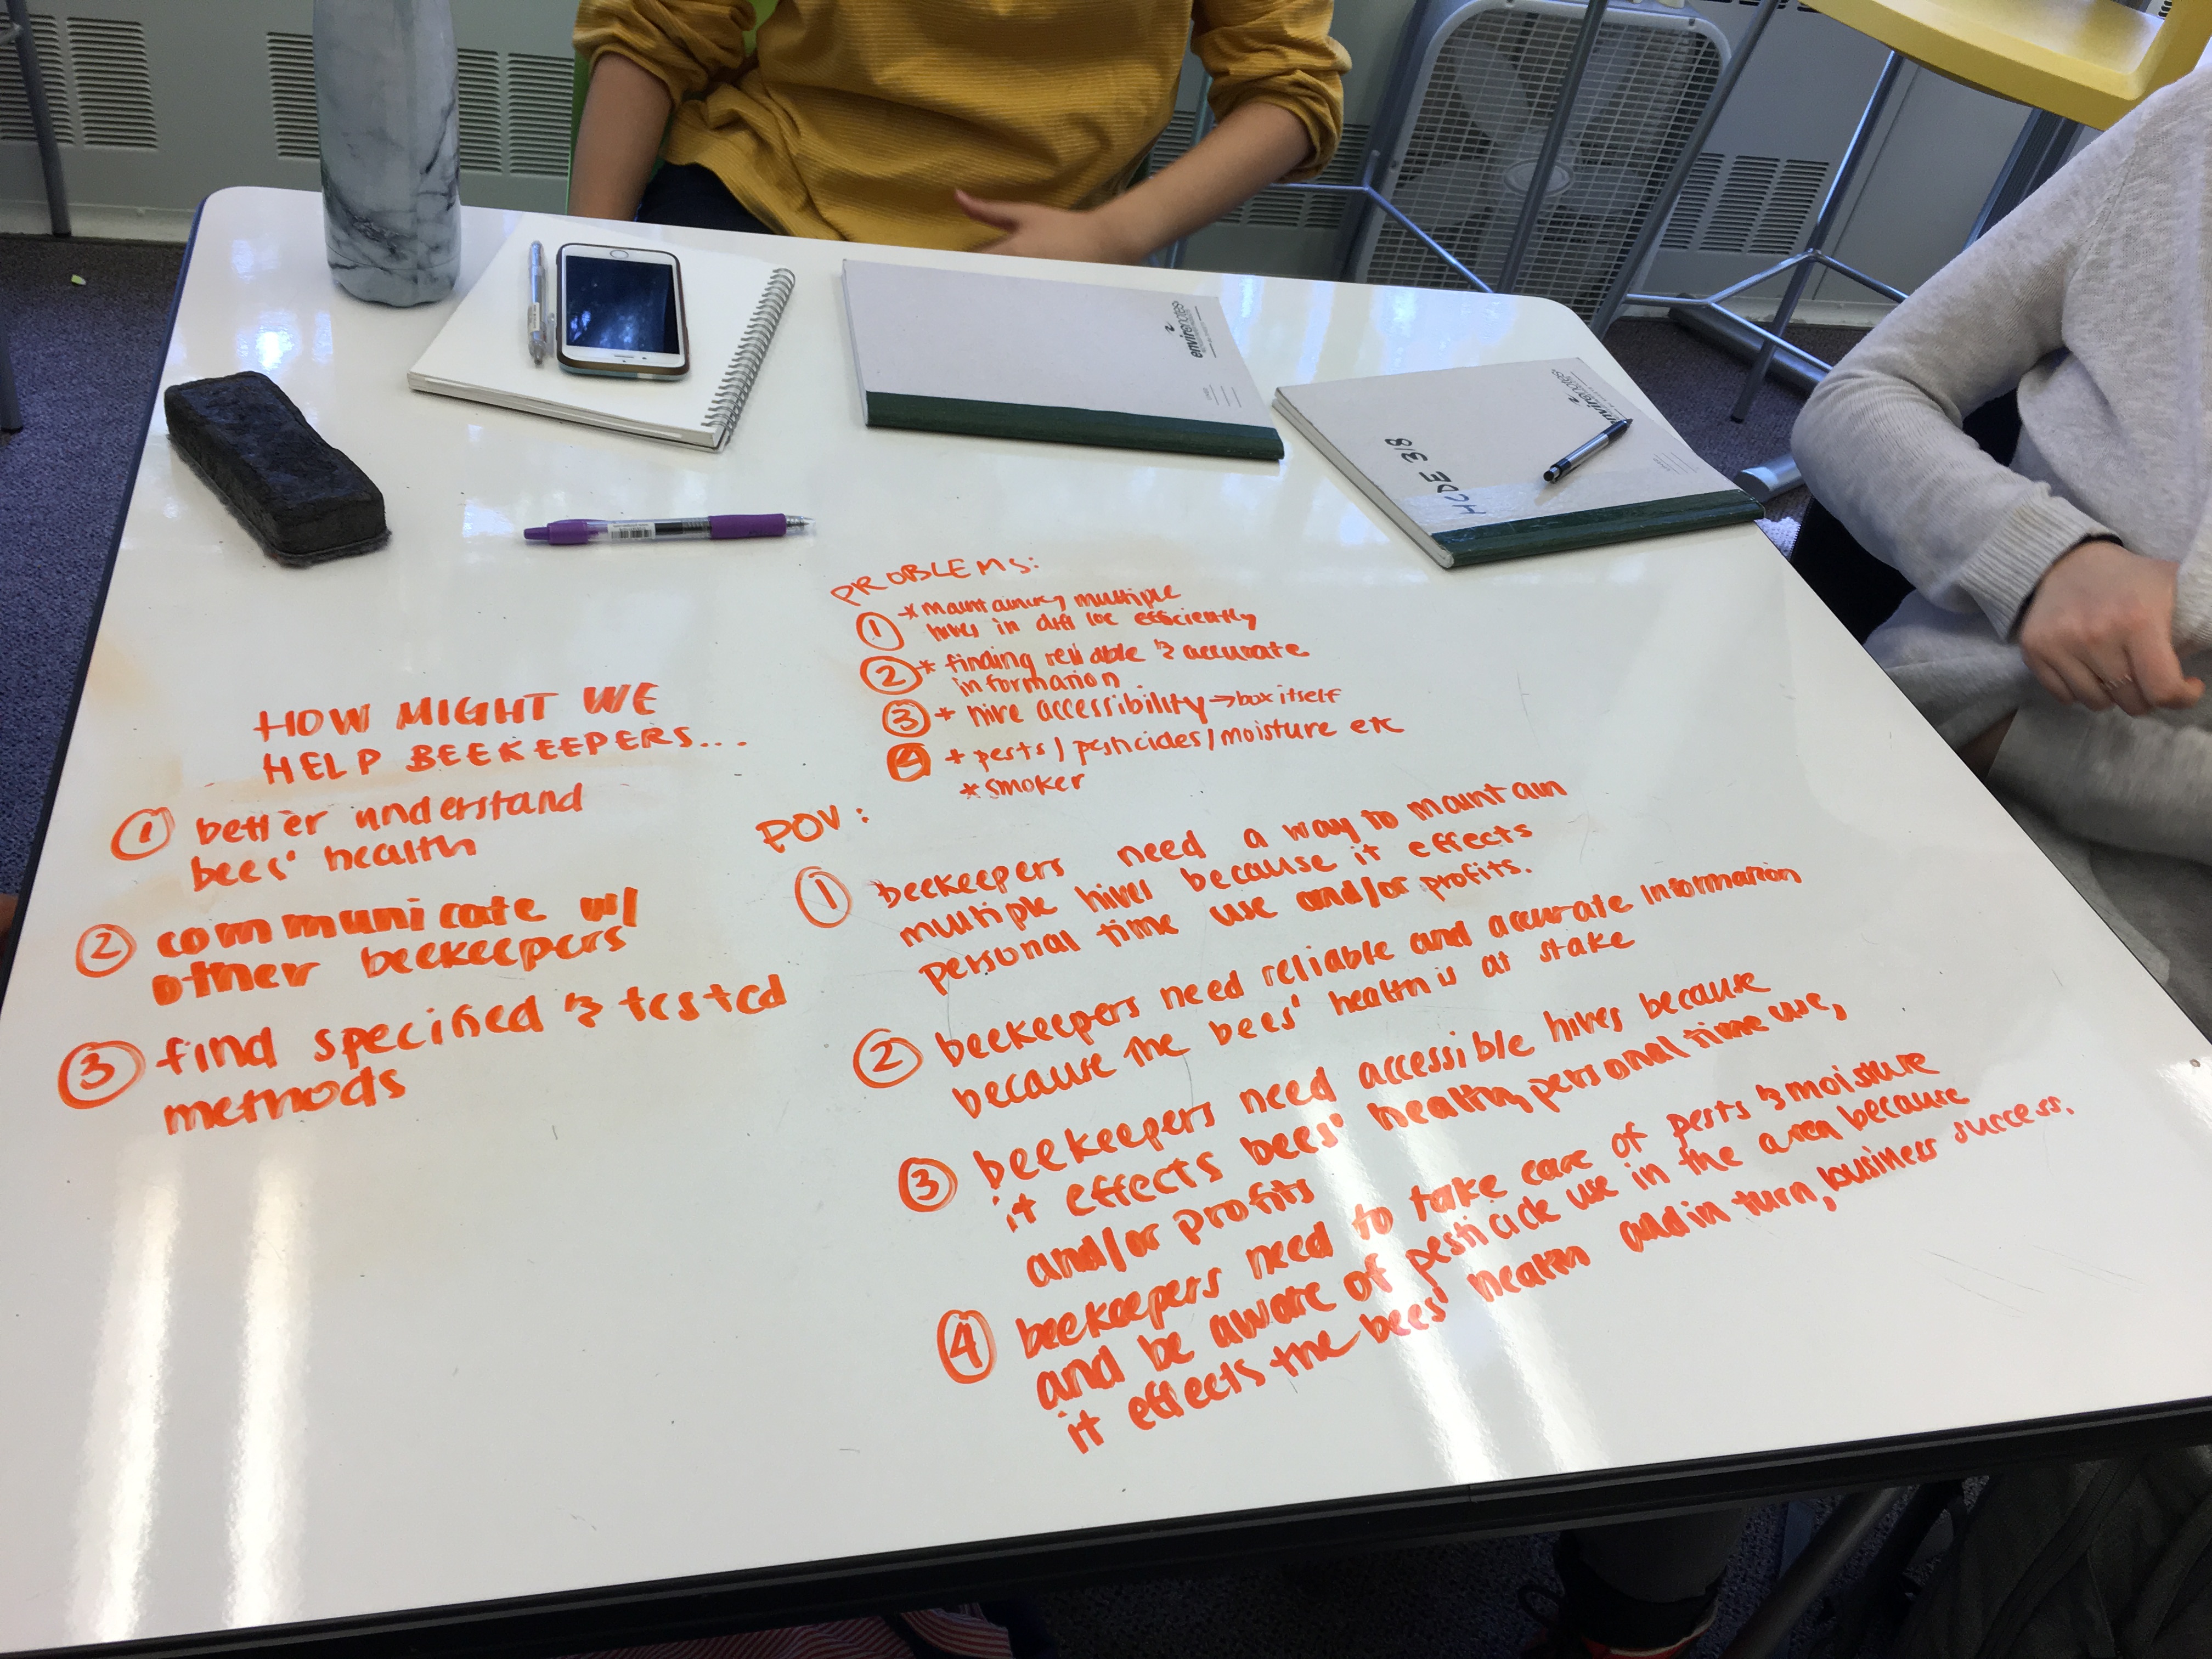 envirenotes
envirenotes
HCDE 318
PROBLEMS:
① * maintaining multiple
hives in diff loc efficiently
② * finding reliable & accurate
information
③ * hive accessibility → box itself
④ * pests / pesticides / moisture etc
* smoker
HOW MIGHT WE
HELP BEEKEEPERS...
① better understand
bees' health
② communicate w/
other beekeepers
③ find specified & tested
methods
POV:
① beekeepers need a way to maintain
multiple hives because it effects
personal time use and/or profits.
② beekeepers need reliable and accurate information
because the bees' health is at stake
③ beekeepers need accessible hives because
it effects bees' health, personal time use,
and/or profits
④ beekeepers need to take care of pests & moisture
and be aware of pesticide use in the area because
it effects the bees' health and in turn, business success.